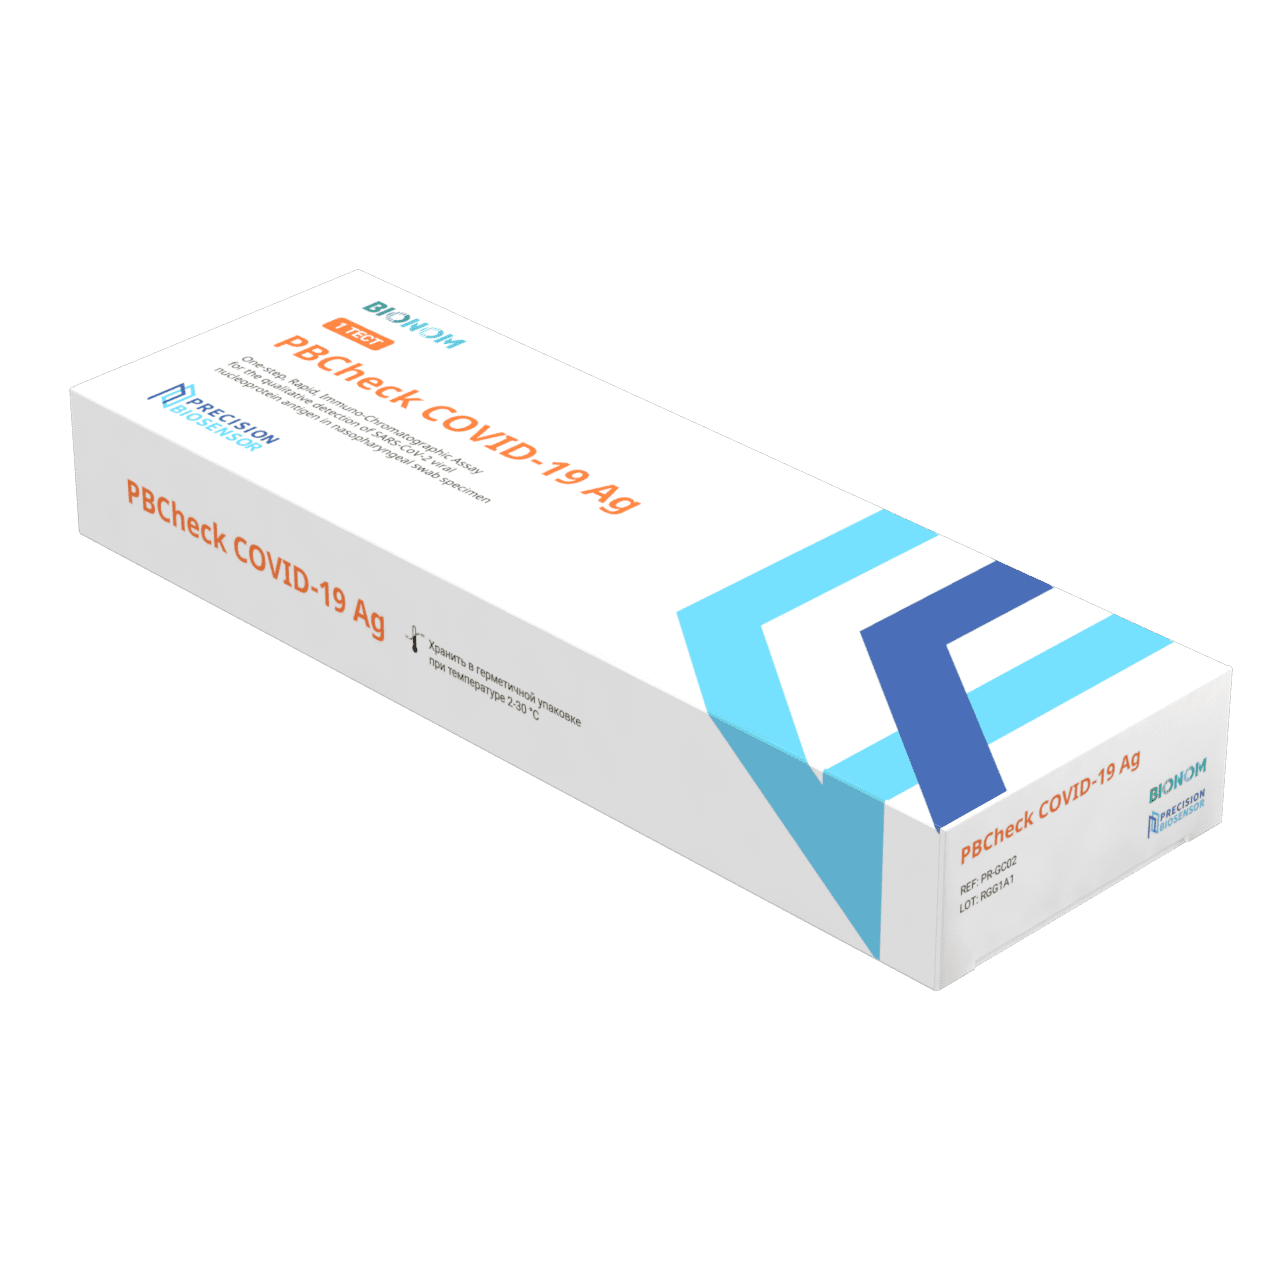 BIONOM
1 ТЕСТ
PBCheck COVID-19 Ag
One-step, Rapid, Immuno-Chromatographic Assay
for the qualitative detection of SARS-CoV-2 viral
nucleoprotein antigen in nasopharyngeal swab specimen
PRECISION
BIOSENSOR
PBCheck COVID-19 Ag
Хранить в герметичной упаковке
при температуре 2-30 °C
PBCheck COVID-19 Ag
REF: PR-GC02
LOT: RGG1A1
BIONOM
PRECISION
BIOSENSOR